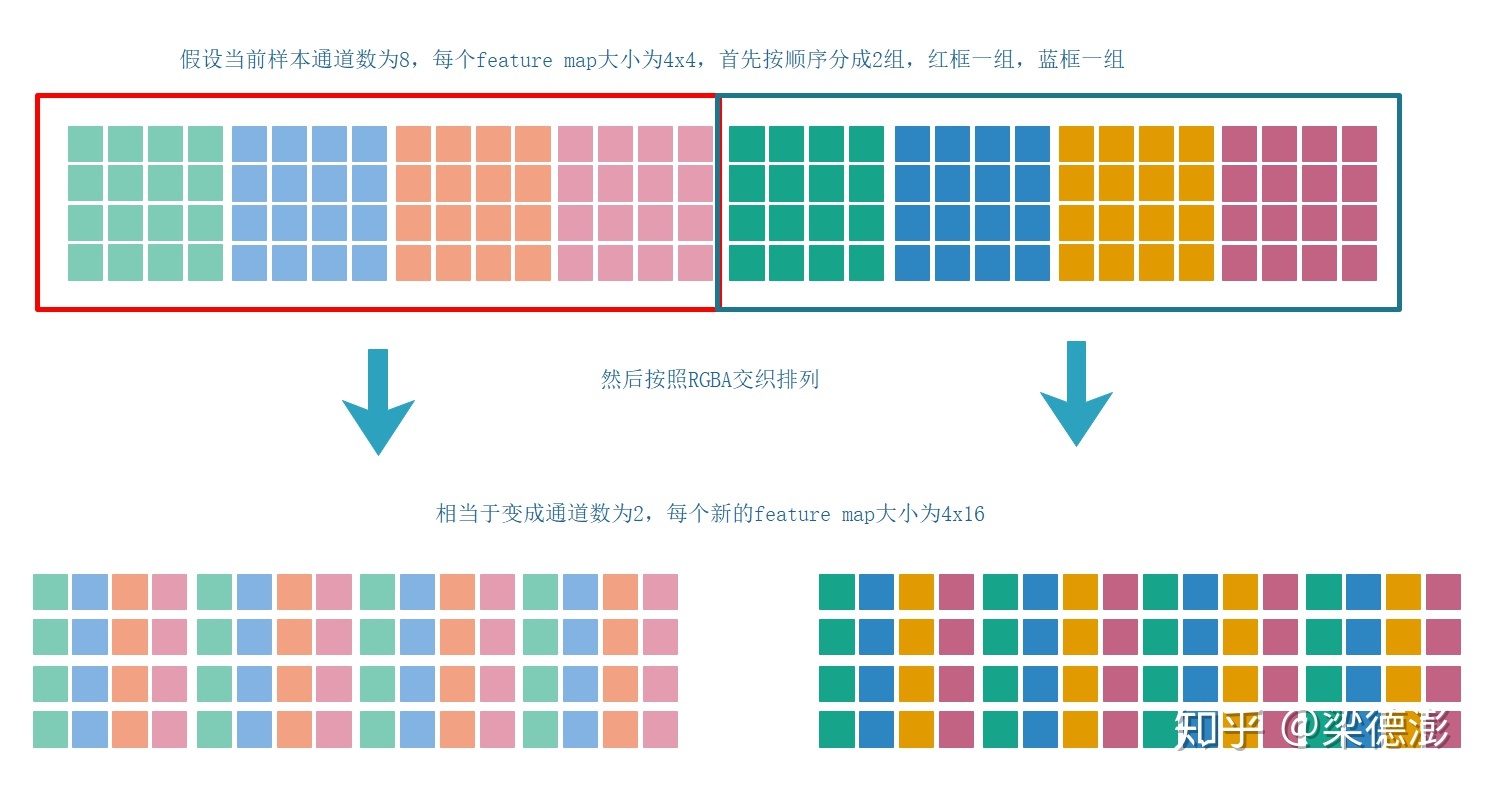 假设当前样本通道数为8，每个feature map大小为4x4，首先按顺序分成2组，红框一组，蓝框一组
然后按照RGBA交织排列
相当于变成通道数为2，每个新的feature map大小为4x16
知乎 @梁德澎